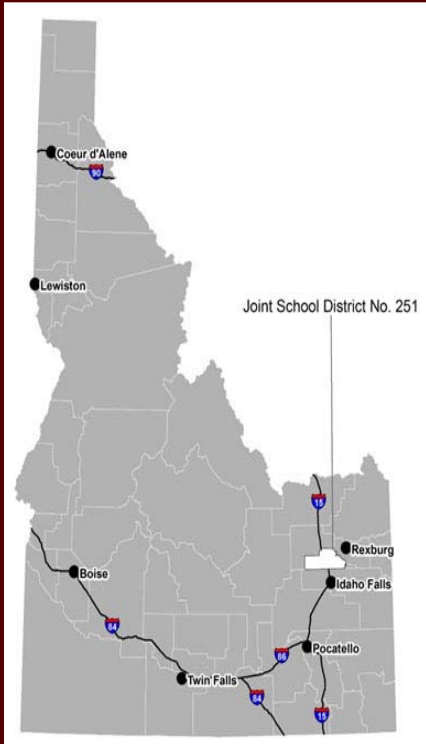 Coeur d'Alene
90
Lewiston
Joint School District No. 251
15
Rexburg
Boise
Idaho Falls
84
Pocatello
86
Twin Falls
84
15